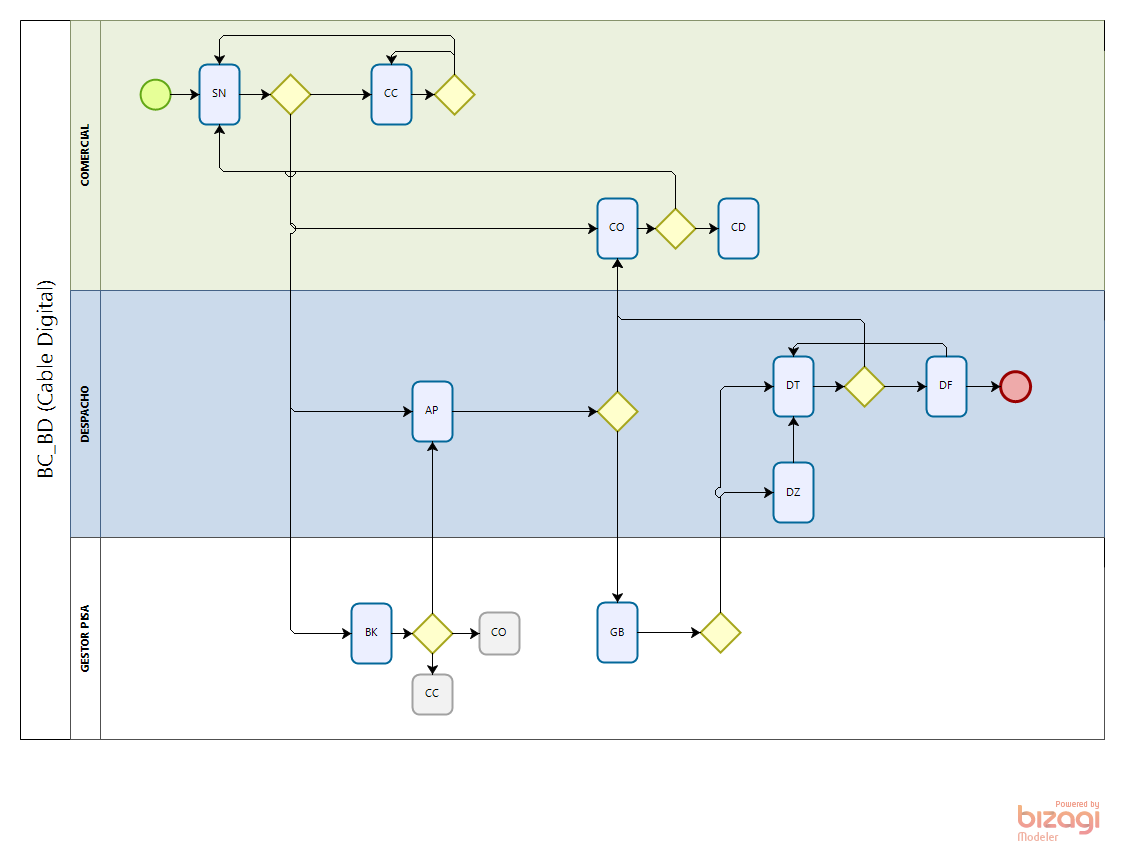 BC_BD (Cable Digital)
COMERCIAL
SN
CC
CO
CD
DESPACHO
AP
DT
DF
DZ
GESTOR PISA
BK
CO
GB
CC
Powered by
bizagi
Modeler